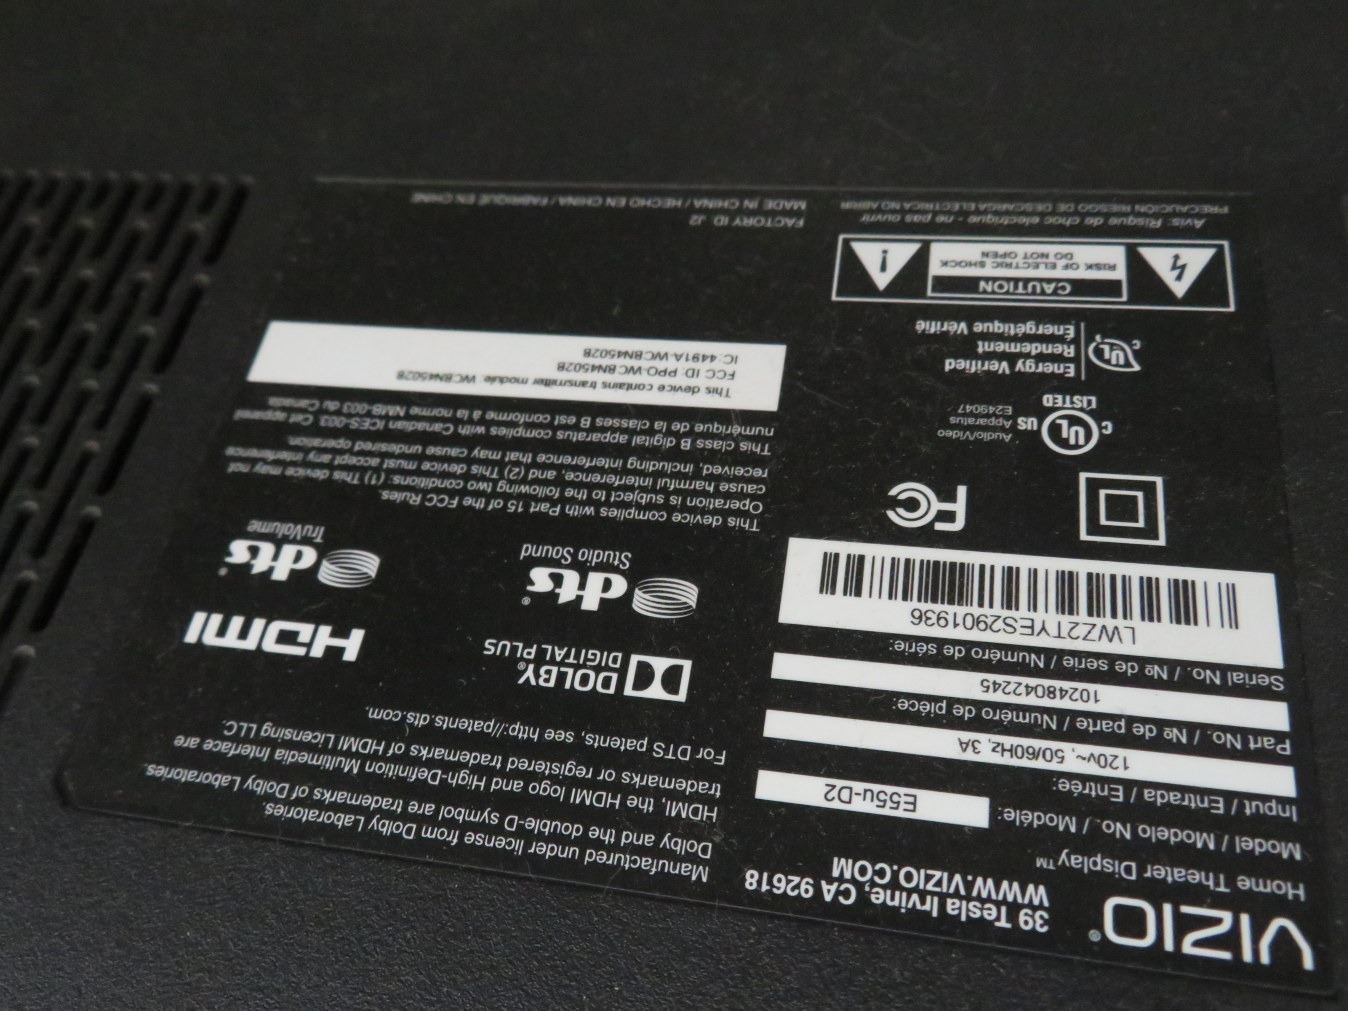 VIZIO®
39 Tesla Irvine, CA 92618
WWW.VIZIO.COM
Home Theater Display™
Model / Modelo No. / Modèle:
E55u-D2
Input / Entrada / Entrée:
120v~, 50/60Hz, 3A
Part No. / Nº de parte / Numéro de pièce:
10248042245
Serial No. / Nº de serie / Numéro de série:
LWZ2TYES2901936
FC
C UL US
LISTED
Audio/Video
Apparatus
E249047
C UL
Energy Verified
Rendement
Énergétique Vérifié
CAUTION
RISK OF ELECTRIC SHOCK
DO NOT OPEN
!
Avis: Risque de choc électrique - ne pas ouvrir
PRECAUCIÓN RIESGO DE DESCARGA ELECTRICA NO ABRIR
Manufactured under license from Dolby Laboratories.
Dolby and the double-D symbol are trademarks of Dolby Laboratories.
HDMI, the HDMI logo and High-Definition Multimedia Interface are
trademarks or registered trademarks of HDMI Licensing LLC.
For DTS patents, see http://patents.dts.com.
DOLBY®
DIGITAL PLUS
HDMI
dts®
Studio Sound
dts®
TruVolume
This device complies with Part 15 of the FCC Rules.
Operation is subject to the following two conditions: (1) This device may not
cause harmful interference, and (2) This device must accept any interference
received, including interference that may cause undesired operation.
This class B digital apparatus complies with Canadian ICES-003. Cet appareil
numérique de la classes B est conforme à la norme NMB-003 du Canada.
This device contains transmitter module: WCBN4502B
FCC ID: PPO-WCBN4502B
IC: 4491A-WCBN4502B
FACTORY ID J2
MADE IN CHINA / HECHO EN CHINA / FABRIQUÉ EN CHINE